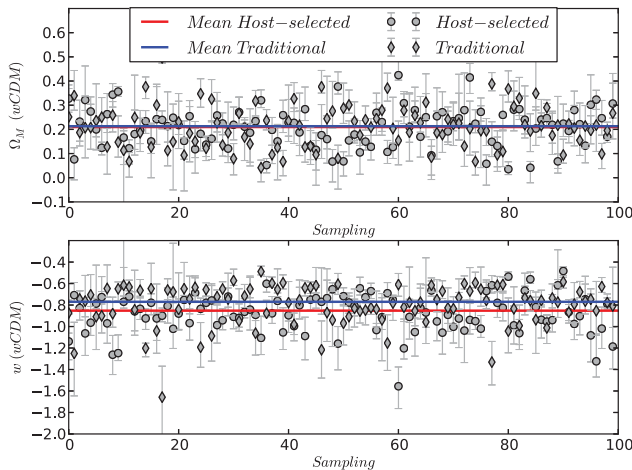 Mean Host−selected
Mean Traditional
Host−selected
Traditional
Ω_M (wCDM)
0.7
0.6
0.5
0.4
0.3
0.2
0.1
0.0
−0.1
0 20 40 60 80 100
Sampling
w (wCDM)
−0.4
−0.6
−0.8
−1.0
−1.2
−1.4
−1.6
−1.8
−2.0
0 20 40 60 80 100
Sampling